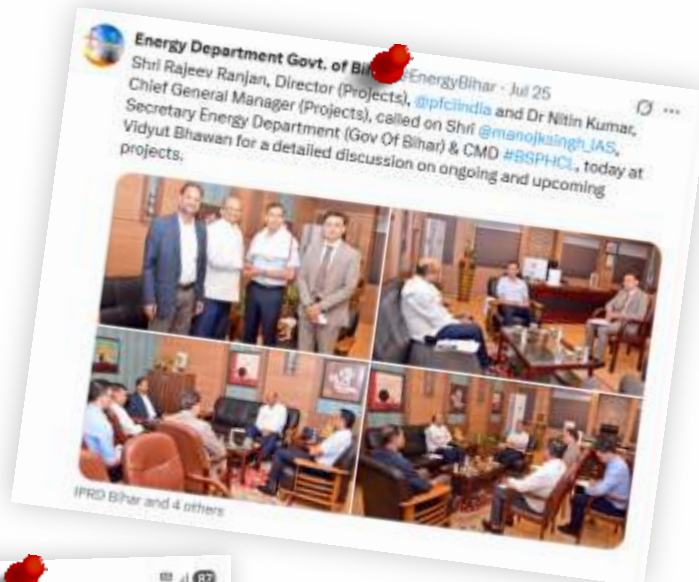 Energy Department Govt. of Bi #EnergyBihar · Jul 25
Shri Rajeev Ranjan, Director (Projects), @pfclindia and Dr Nitin Kumar,
Chief General Manager (Projects), called on Shri @manojksingh_IAS,
Secretary Energy Department (Gov Of Bihar) & CMD #BSPHCL, today at
Vidyut Bhawan for a detailed discussion on ongoing and upcoming
projects.
IPRD Bihar and 4 others
87